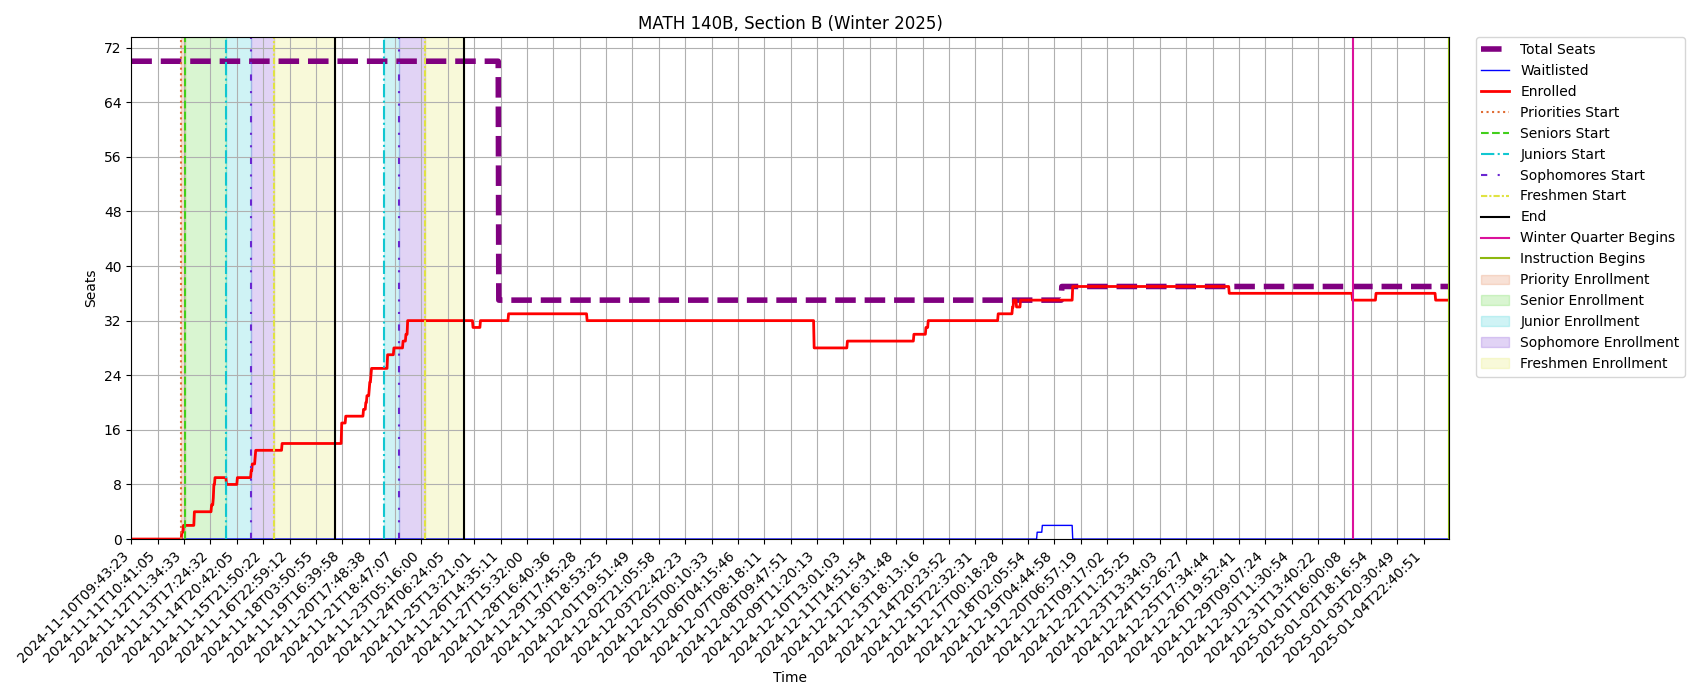 MATH 140B, Section B (Winter 2025)
72
64
56
48
40
32
24
16
8
0
Seats
2024-11-10T09:43:23
2024-11-11T10:41:05
2024-11-12T11:34:33
2024-11-13T17:24:32
2024-11-14T20:42:05
2024-11-15T21:50:22
2024-11-16T22:59:12
2024-11-18T03:50:55
2024-11-19T16:39:58
2024-11-20T17:48:38
2024-11-21T18:47:07
2024-11-23T05:16:00
2024-11-24T06:24:05
2024-11-26T13:21:01
2024-11-26T14:35:11
2024-11-27T15:32:00
2024-11-28T16:40:36
2024-11-29T17:45:28
2024-11-30T18:53:25
2024-12-01T19:51:49
2024-12-02T21:05:58
2024-12-03T22:42:23
2024-12-05T00:10:33
2024-12-06T04:15:46
2024-12-07T08:18:11
2024-12-08T09:47:51
2024-12-09T11:20:13
2024-12-10T13:01:03
2024-12-11T14:51:54
2024-12-12T16:31:48
2024-12-13T18:13:16
2024-12-14T20:23:52
2024-12-15T22:32:31
2024-12-17T00:18:28
2024-12-18T02:05:54
2024-12-19T04:44:58
2024-12-20T06:57:19
2024-12-21T09:17:02
2024-12-22T11:25:25
2024-12-23T13:34:03
2024-12-24T15:26:27
2024-12-25T17:34:44
2024-12-26T19:52:41
2024-12-29T09:07:24
2024-12-30T11:30:54
2024-12-31T13:40:22
2025-01-01T16:00:08
2025-01-02T18:16:54
2025-01-03T20:30:49
2025-01-04T22:40:51
Time
Total Seats
Waitlisted
Enrolled
Priorities Start
Seniors Start
Juniors Start
Sophomores Start
Freshmen Start
End
Winter Quarter Begins
Instruction Begins
Priority Enrollment
Senior Enrollment
Junior Enrollment
Sophomore Enrollment
Freshmen Enrollment